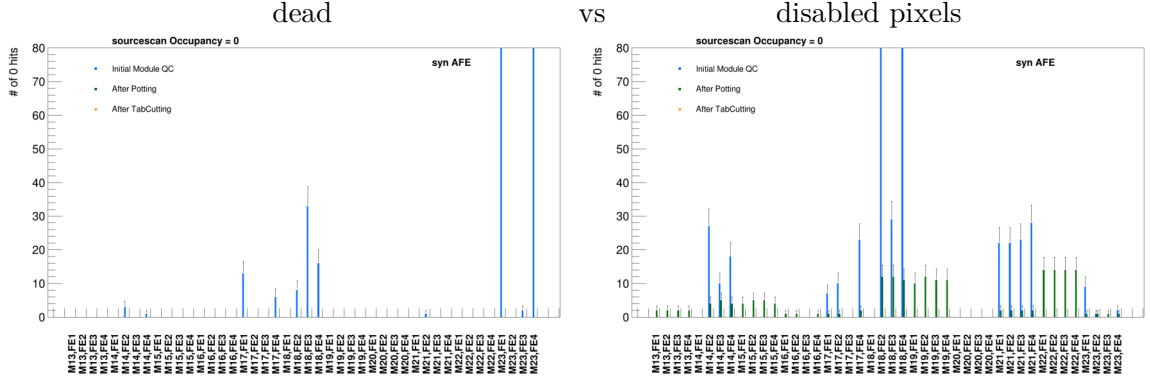 dead vs disabled pixels
sourcescan Occupancy = 0
# of 0 hits
80
70
60
50
40
30
20
10
0
Initial Module QC
After Potting
After TabCutting
syn AFE
M13,FE1
M13,FE2
M13,FE3
M13,FE4
M14,FE1
M14,FE2
M14,FE3
M14,FE4
M15,FE1
M15,FE2
M15,FE3
M15,FE4
M16,FE1
M16,FE2
M16,FE3
M16,FE4
M17,FE1
M17,FE2
M17,FE3
M17,FE4
M18,FE1
M18,FE2
M18,FE3
M18,FE4
M19,FE1
M19,FE2
M19,FE3
M19,FE4
M20,FE1
M20,FE2
M20,FE3
M20,FE4
M21,FE1
M21,FE2
M21,FE3
M21,FE4
M22,FE1
M22,FE2
M22,FE3
M22,FE4
M23,FE1
M23,FE2
M23,FE3
M23,FE4
sourcescan Occupancy = 0
# of 0 hits
80
70
60
50
40
30
20
10
0
Initial Module QC
After Potting
After TabCutting
syn AFE
M13,FE1
M13,FE2
M13,FE3
M13,FE4
M14,FE1
M14,FE2
M14,FE3
M14,FE4
M15,FE1
M15,FE2
M15,FE3
M15,FE4
M16,FE1
M16,FE2
M16,FE3
M16,FE4
M17,FE1
M17,FE2
M17,FE3
M17,FE4
M18,FE1
M18,FE2
M18,FE3
M18,FE4
M19,FE1
M19,FE2
M19,FE3
M19,FE4
M20,FE1
M20,FE2
M20,FE3
M20,FE4
M21,FE1
M21,FE2
M21,FE3
M21,FE4
M22,FE1
M22,FE2
M22,FE3
M22,FE4
M23,FE1
M23,FE2
M23,FE3
M23,FE4